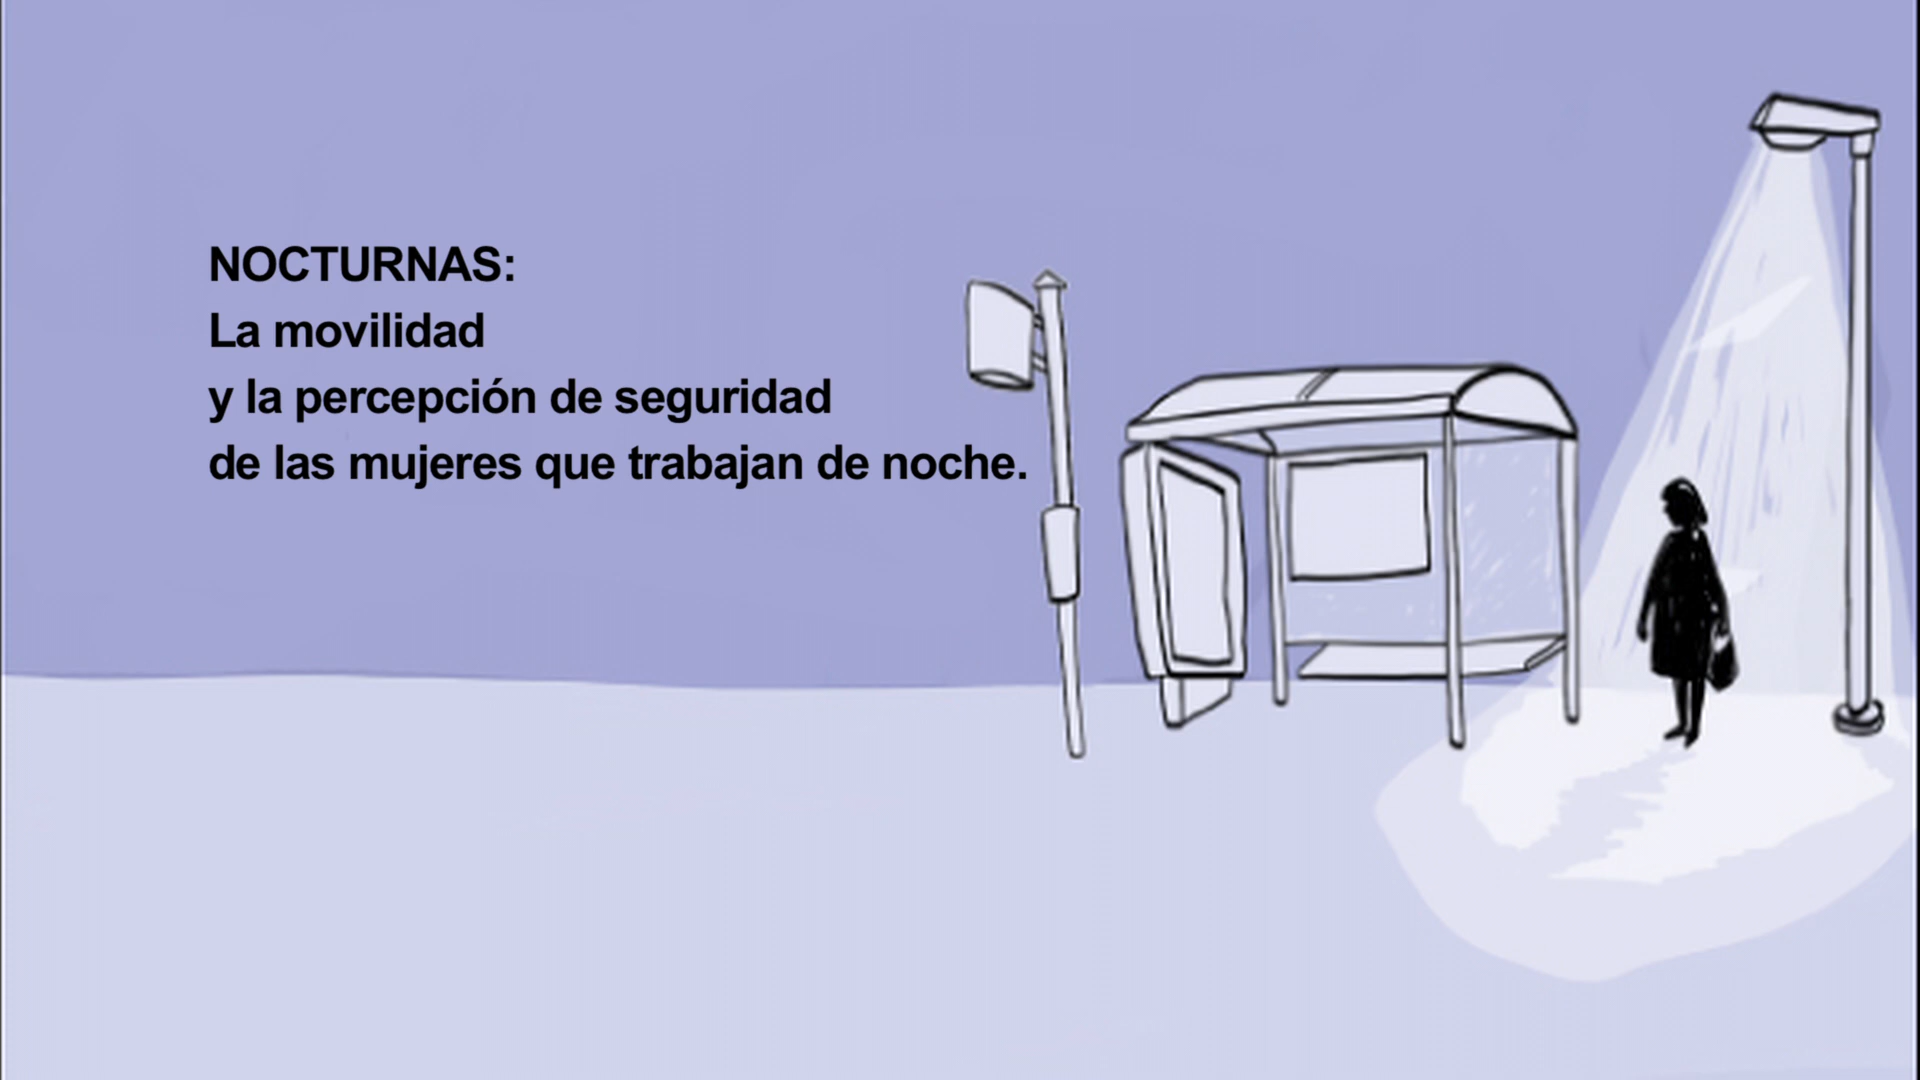 NOCTURNAS:
La movilidad
y la percepción de seguridad
de las mujeres que trabajan de noche.